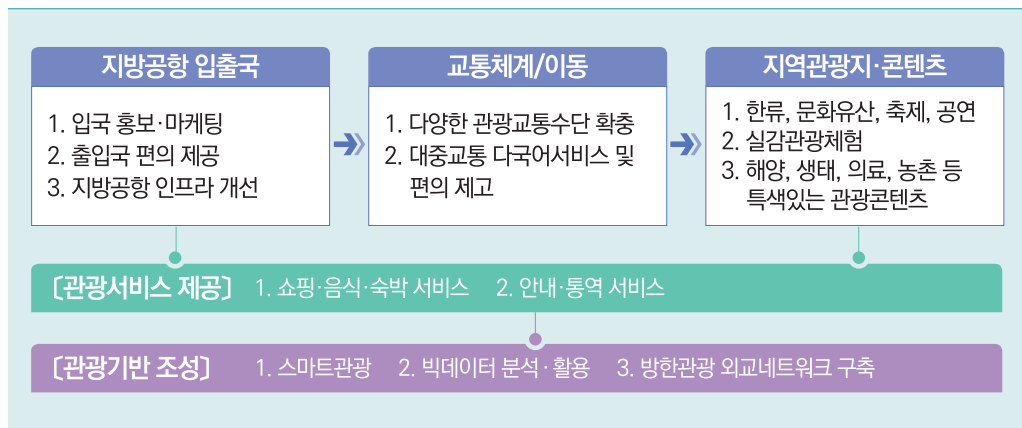 지방공항 입출국
1. 입국 홍보·마케팅
2. 출입국 편의 제공
3. 지방공항 인프라 개선
교통체계/이동
1. 다양한 관광교통수단 확충
2. 대중교통 다국어서비스 및
편의 제고
지역관광지·콘텐츠
1. 한류, 문화유산, 축제, 공연
2. 실감관광체험
3. 해양, 생태, 의료, 농촌 등
특색있는 관광콘텐츠
〔관광서비스 제공〕 1. 쇼핑·음식·숙박 서비스 2. 안내·통역 서비스
〔관광기반 조성〕 1. 스마트관광 2. 빅데이터 분석·활용 3. 방한관광 외교네트워크 구축